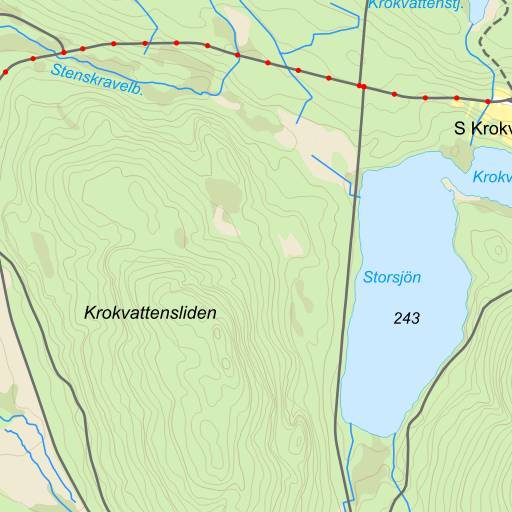 Krokvattenstj.
Stenskravelb.
S Krokv
Krokv
Storsjön
Krokvattensliden
243